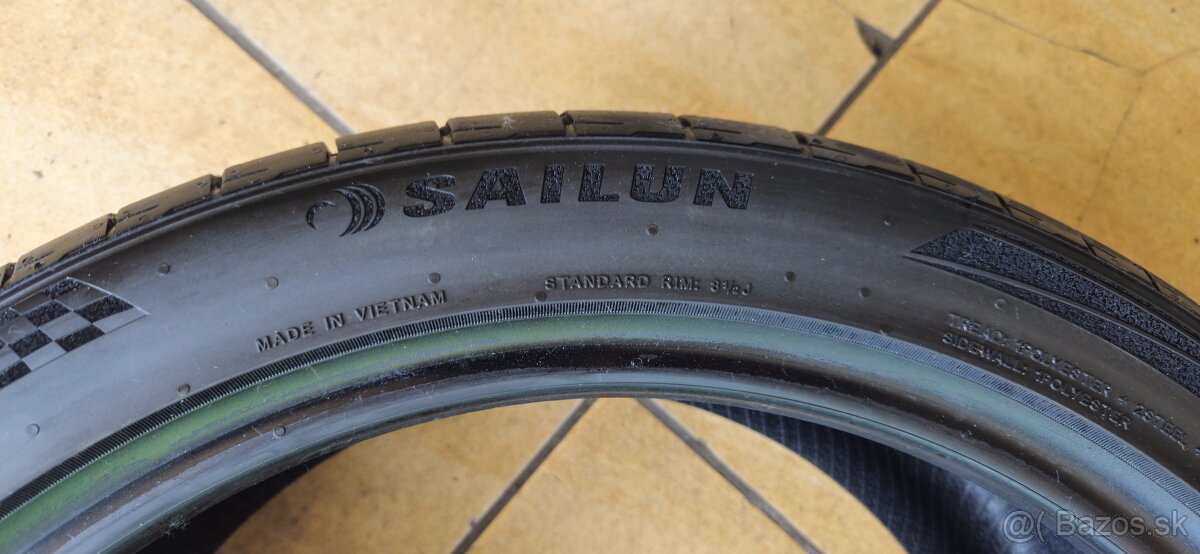 SAILUN
STANDARD RIM: 8½J
MADE IN VIETNAM
TREAD: 1POLYESTER + 2STEEL +
SIDEWALL: 1POLYESTER
@( Bazos.sk